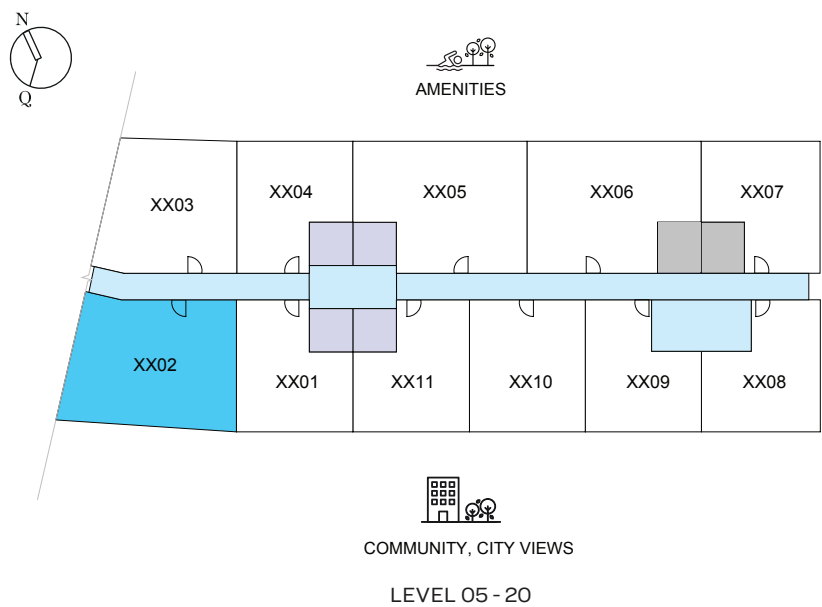 N
Q
AMENITIES
XX03
XX04
XX05
XX06
XX07
XX02
XX01
XX11
XX10
XX09
XX08
COMMUNITY, CITY VIEWS
LEVEL 05 - 20